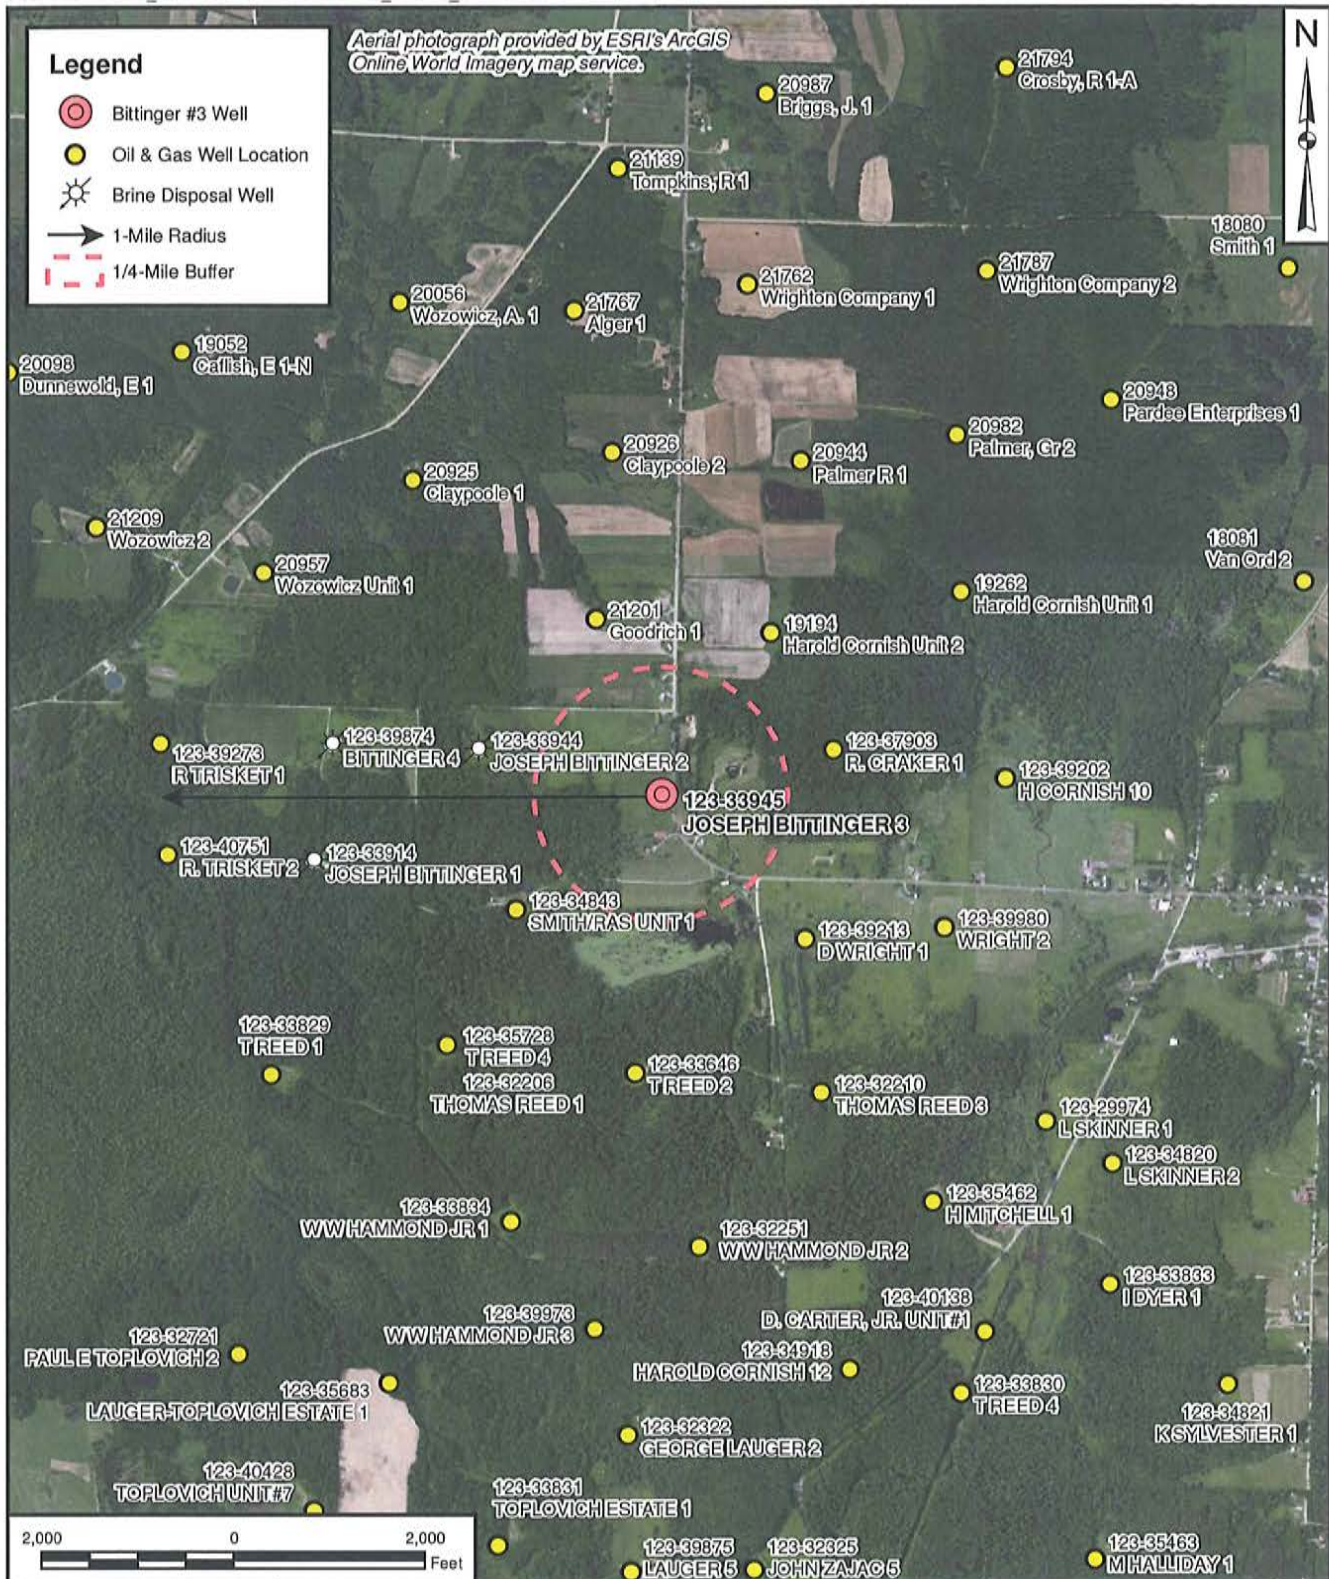 Legend
Bittinger #3 Well
Oil & Gas Well Location
Brine Disposal Well
1-Mile Radius
1/4-Mile Buffer
Aerial photograph provided by ESRI's ArcGIS
Online World Imagery map service.
N
21794
Crosby, R 1-A
20987
Briggs, J. 1
21139
Tompkins, R 1
18080
Smith 1
21762
Wrighton Company 1
21787
Wrighton Company 2
20056
Wozowicz, A. 1
21767
Alger 1
19052
Caflish, E 1-N
20098
Dunnewold, E 1
20948
Pardee Enterprises 1
20982
Palmer, Gr 2
20926
Claypoole 2
20944
Palmer R 1
20925
Claypoole 1
21209
Wozowicz 2
20957
Wozowicz Unit 1
18081
Van Ord 2
19262
Harold Cornish Unit 1
21201
Goodrich 1
19194
Harold Cornish Unit 2
123-39273
R TRISKET 1
123-39874
BITTINGER 4
123-33944
JOSEPH BITTINGER 2
123-37903
R. CRAKER 1
123-39202
H CORNISH 10
123-33945
JOSEPH BITTINGER 3
123-40751
R. TRISKET 2
123-33914
JOSEPH BITTINGER 1
123-34843
SMITH/RAS UNIT 1
123-39213
D WRIGHT 1
123-39980
WRIGHT 2
123-33829
T REED 1
123-35728
T REED 4
123-32206
THOMAS REED 1
123-33646
T REED 2
123-32210
THOMAS REED 3
123-29974
L SKINNER 1
123-34820
L SKINNER 2
123-33834
W W HAMMOND JR 1
123-32251
W W HAMMOND JR 2
123-35462
H MITCHELL 1
123-33833
I DYER 1
123-39973
W W HAMMOND JR 3
123-40138
D. CARTER, JR. UNIT#1
123-32721
PAUL E TOPLOVICH 2
123-34918
HAROLD CORNISH 12
123-35683
LAUGER-TOPLOVICH ESTATE 1
123-33830
T REED 4
123-34821
K SYLVESTER 1
123-32322
GEORGE LAUGER 2
123-40428
TOPLOVICH UNIT#7
123-33831
TOPLOVICH ESTATE 1
123-39875
LAUGER 5
123-32325
JOHN ZAJAC 5
123-35463
M HALLIDAY 1
2,000 0 2,000
Feet